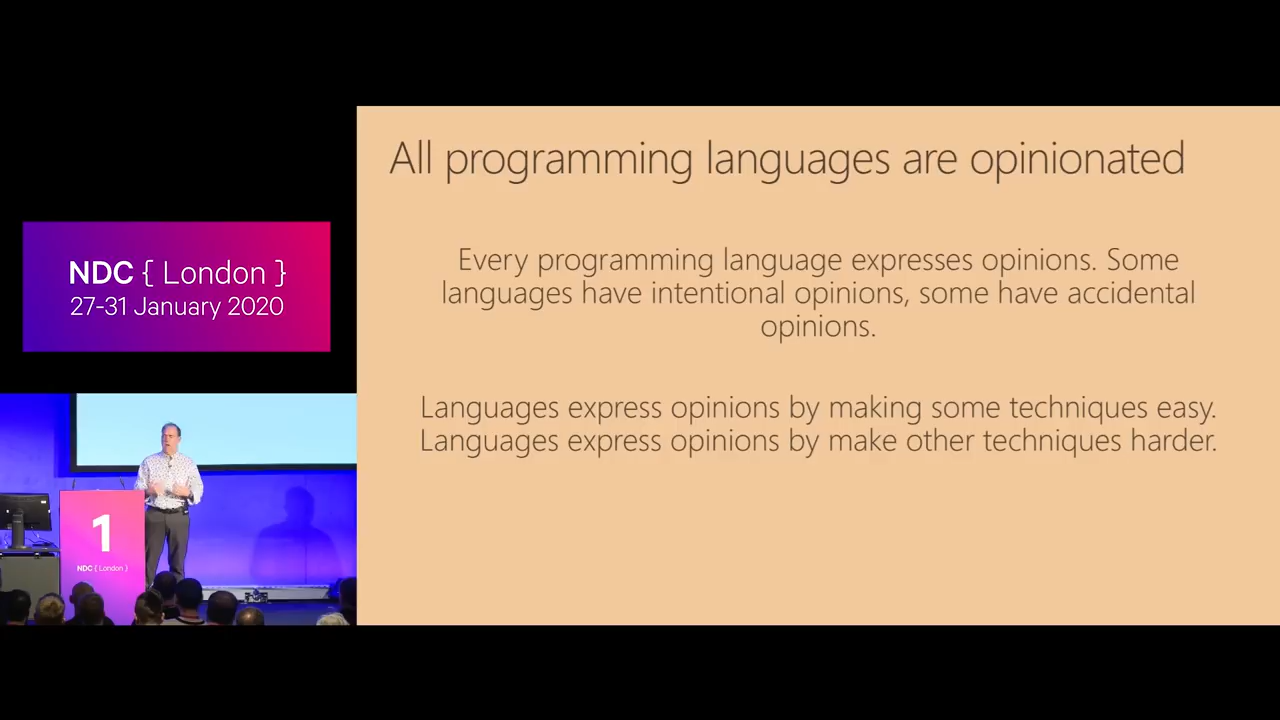 All programming languages are opinionated
Every programming language expresses opinions. Some
languages have intentional opinions, some have accidental
opinions.
Languages express opinions by making some techniques easy.
Languages express opinions by make other techniques harder.
NDC { London }
27-31 January 2020
1
NDC { London }